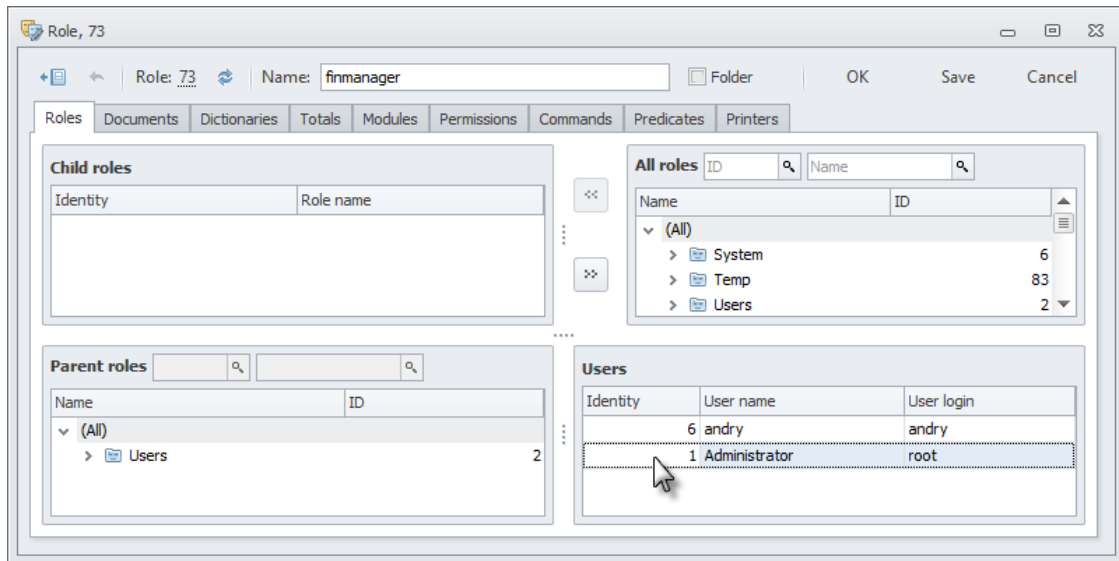 Role, 73
Role: 73 Name: finmanager Folder OK Save Cancel
Roles Documents Dictionaries Totals Modules Permissions Commands Predicates Printers
Child roles
Identity Role name
<<
>>
All roles ID Name
Name ID
(All)
System 6
Temp 83
Users 2
Parent roles
Name ID
(All)
Users 2
Users
Identity User name User login
6 andry andry
1 Administrator root